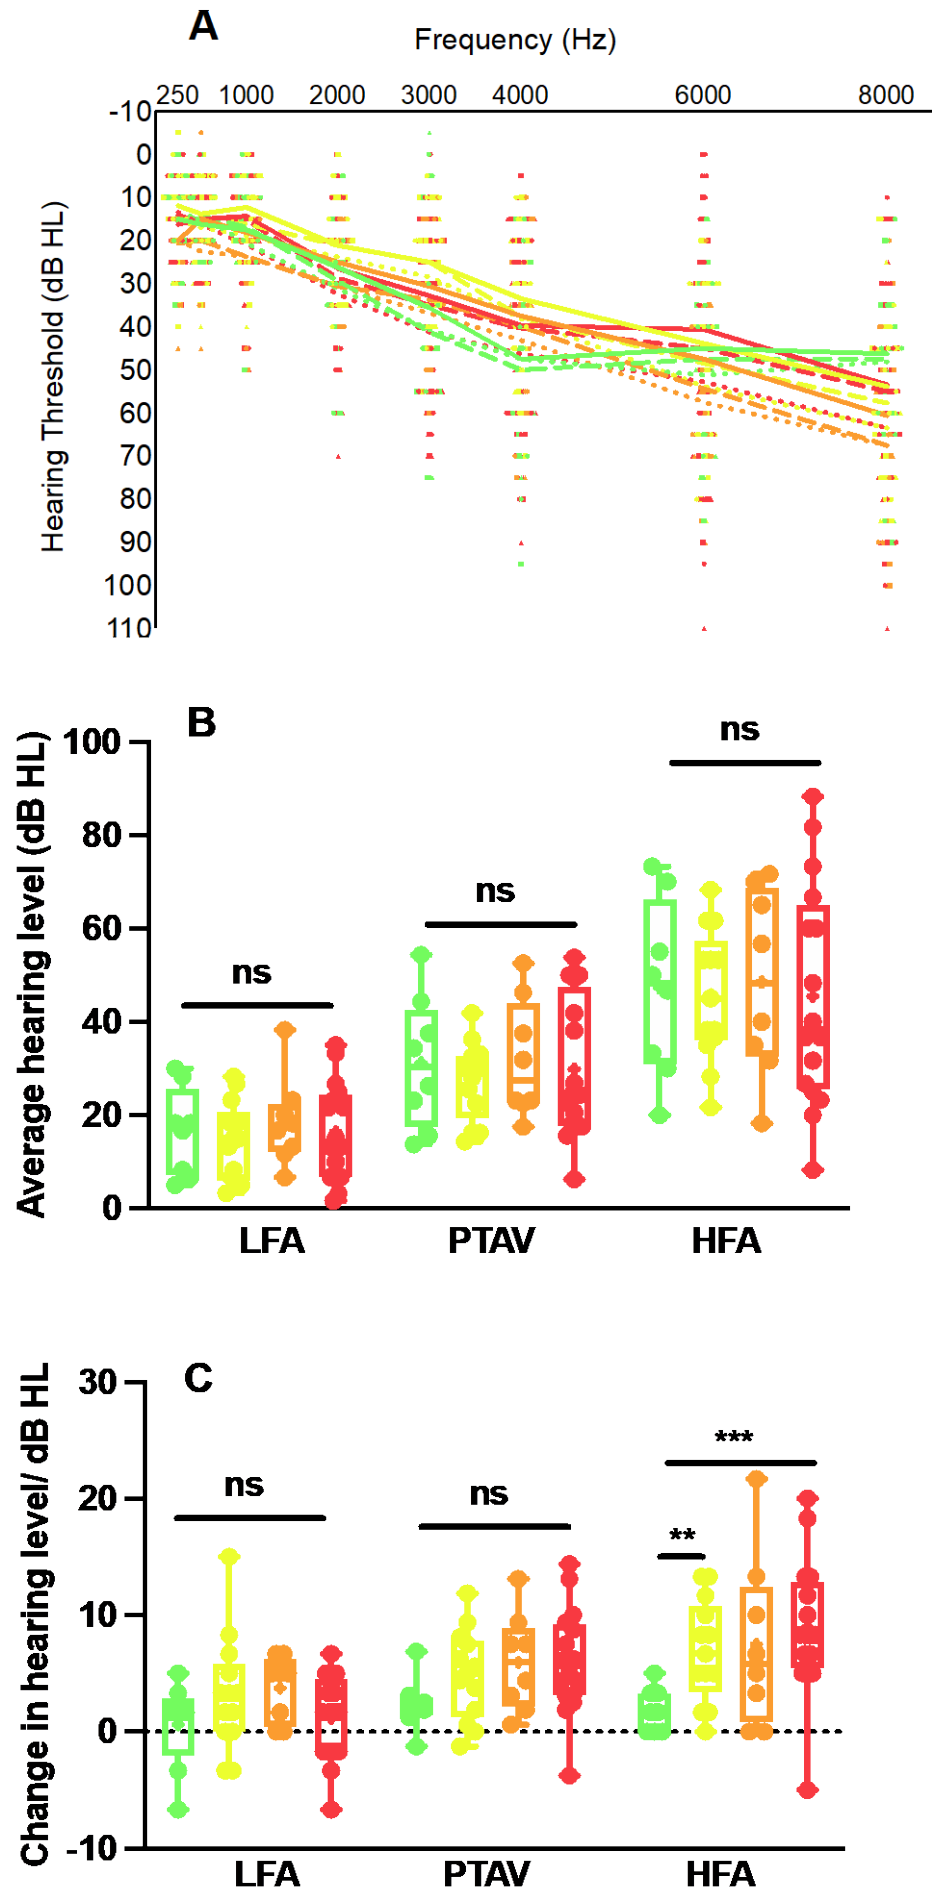 A
Frequency (Hz)
250 1000 2000 3000 4000 6000 8000
-10
0
10
20
30
40
50
60
70
80
90
100
110
Hearing Threshold (dB HL)
B
100
80
60
40
20
0
Average hearing level (dB HL)
ns
ns
ns
LFA PTAV HFA
C
30
20
10
0
-10
Change in hearing level/ dB HL
ns
ns
***
**
LFA PTAV HFA